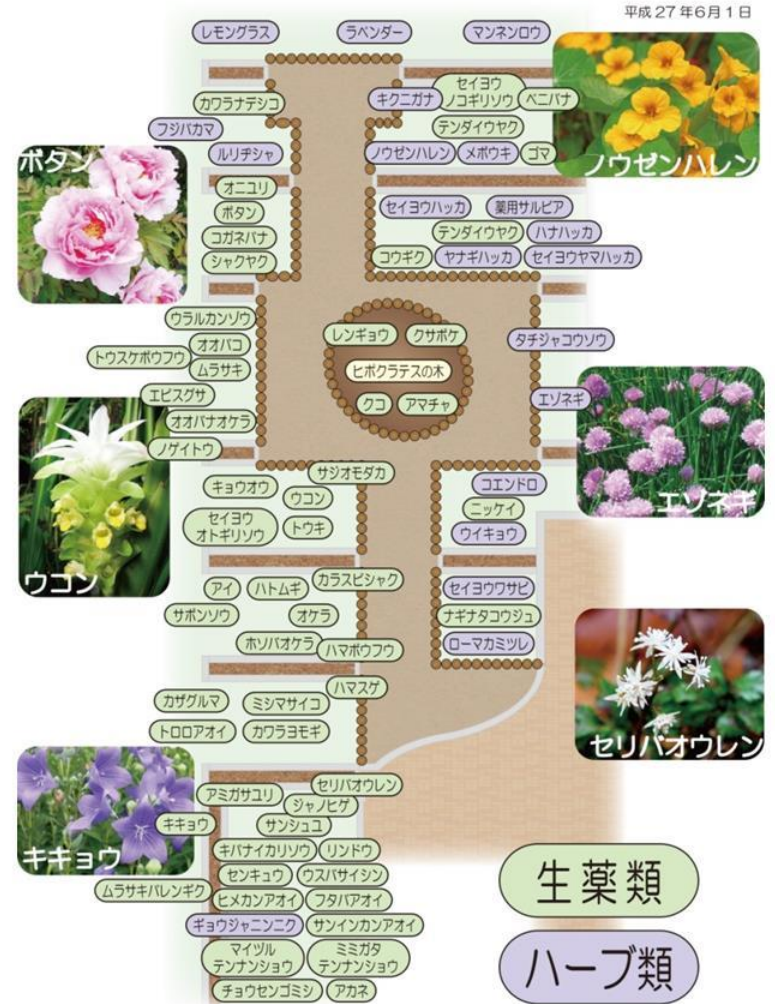 平成27年6月1日
レモングラス
ラベンダー
マンネンロウ
カワラナデシコ
フジバカマ
ルリヂシャ
キクニガナ
セイヨウ
ノコギリソウ
ベニバナ
テンダイウヤク
ノウゼンハレン
メボウキ
ゴマ
ノウゼンハレン
ボタン
オニユリ
ボタン
コガネバナ
シャクヤク
セイヨウハッカ
薬用サルビア
テンダイウヤク
ハナハッカ
コウギク
ヤナギハッカ
セイヨウヤマハッカ
ウラルカンゾウ
オオバコ
トウスケボウフウ
ムラサキ
エビスグサ
オオバナオケラ
ノゲイトウ
レンギョウ
クサボケ
ヒポクラテスの木
クコ
アマチャ
タチジャコウソウ
エゾネギ
エゾネギ
ウコン
サジオモダカ
キョウオウ
ウコン
セイヨウ
オトギリソウ
トウキ
コエンドロ
ニッケイ
ウイキョウ
アイ
ハトムギ
カラスビシャク
サボンソウ
オケラ
ホソバオケラ
ハマボウフウ
セイヨウワサビ
ナギナタコウジュ
ローマカミツレ
セリバオウレン
ハマスゲ
カザグルマ
ミシマサイコ
トロロアオイ
カワラヨモギ
キキョウ
セリバオウレン
アミガサユリ
ジャノヒゲ
キキョウ
サンシュユ
キバナイカリソウ
リンドウ
センキュウ
ウスバサイシン
ムラサキバレンギク
ヒメカンアオイ
フタバアオイ
ギョウジャニンニク
サンインカンアオイ
マイヅル
テンナンショウ
ミミガタ
テンナンショウ
チョウセンゴミシ
アカネ
生薬類
ハーブ類